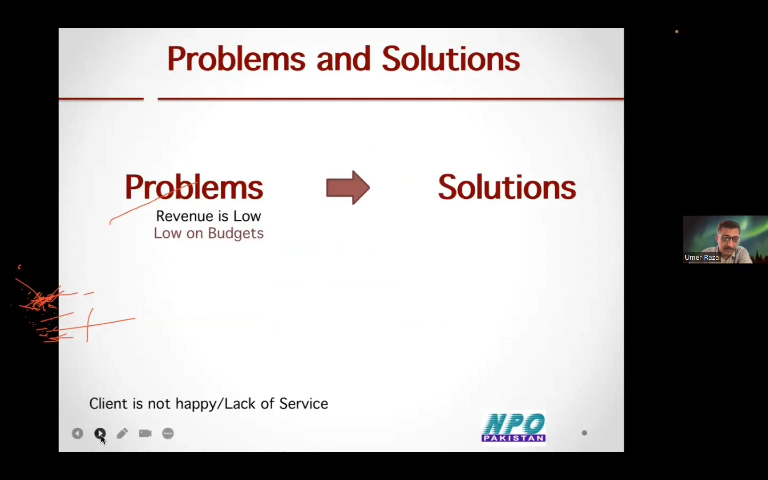 Problems and Solutions
Problems
Solutions
Revenue is Low
Low on Budgets
Client is not happy/Lack of Service
NPO
PAKISTAN
Umer Raza